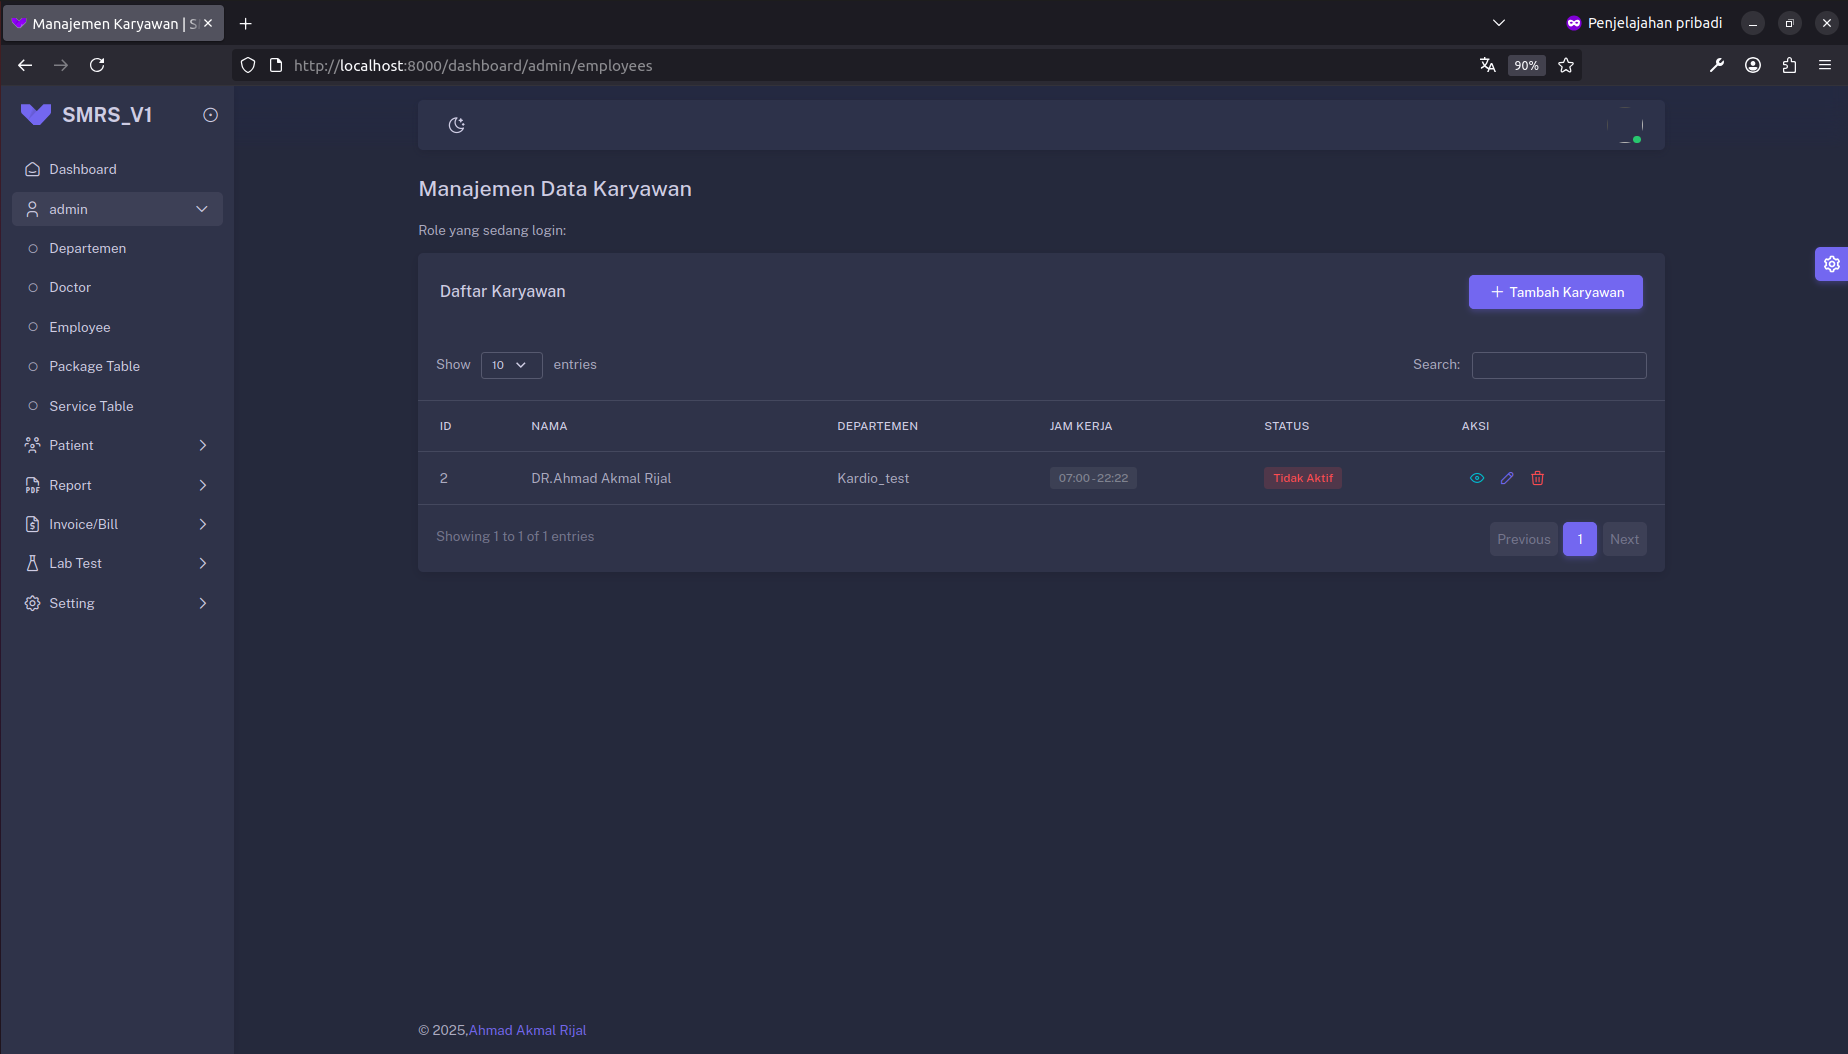 Manajemen Karyawan | S
Penjelajahan pribadi
http://localhost:8000/dashboard/admin/employees
90%
SMRS_V1
Dashboard
admin
Departemen
Doctor
Employee
Package Table
Service Table
Patient
Report
Invoice/Bill
Lab Test
Setting
Manajemen Data Karyawan
Role yang sedang login:
Daftar Karyawan
Tambah Karyawan
Show 10 entries
Search:
ID NAMA DEPARTEMEN JAM KERJA STATUS AKSI
2 DR.Ahmad Akmal Rijal Kardio_test 07:00 - 22:22 Tidak Aktif
Showing 1 to 1 of 1 entries
Previous 1 Next
© 2025,Ahmad Akmal Rijal